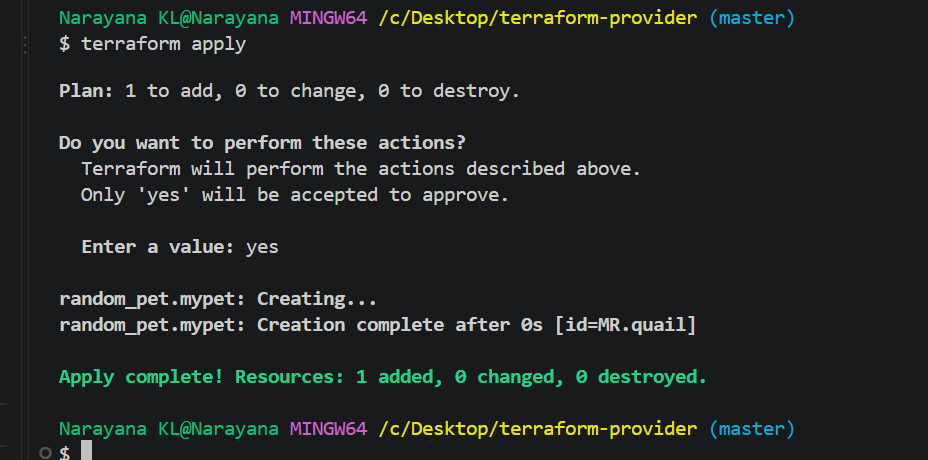 Narayana KL@Narayana MINGW64 /c/Desktop/terraform-provider (master)
$ terraform apply
Plan: 1 to add, 0 to change, 0 to destroy.
Do you want to perform these actions?
Terraform will perform the actions described above.
Only 'yes' will be accepted to approve.
Enter a value: yes
random_pet.mypet: Creating...
random_pet.mypet: Creation complete after 0s [id=MR.quail]
Apply complete! Resources: 1 added, 0 changed, 0 destroyed.
Narayana KL@Narayana MINGW64 /c/Desktop/terraform-provider (master)
$